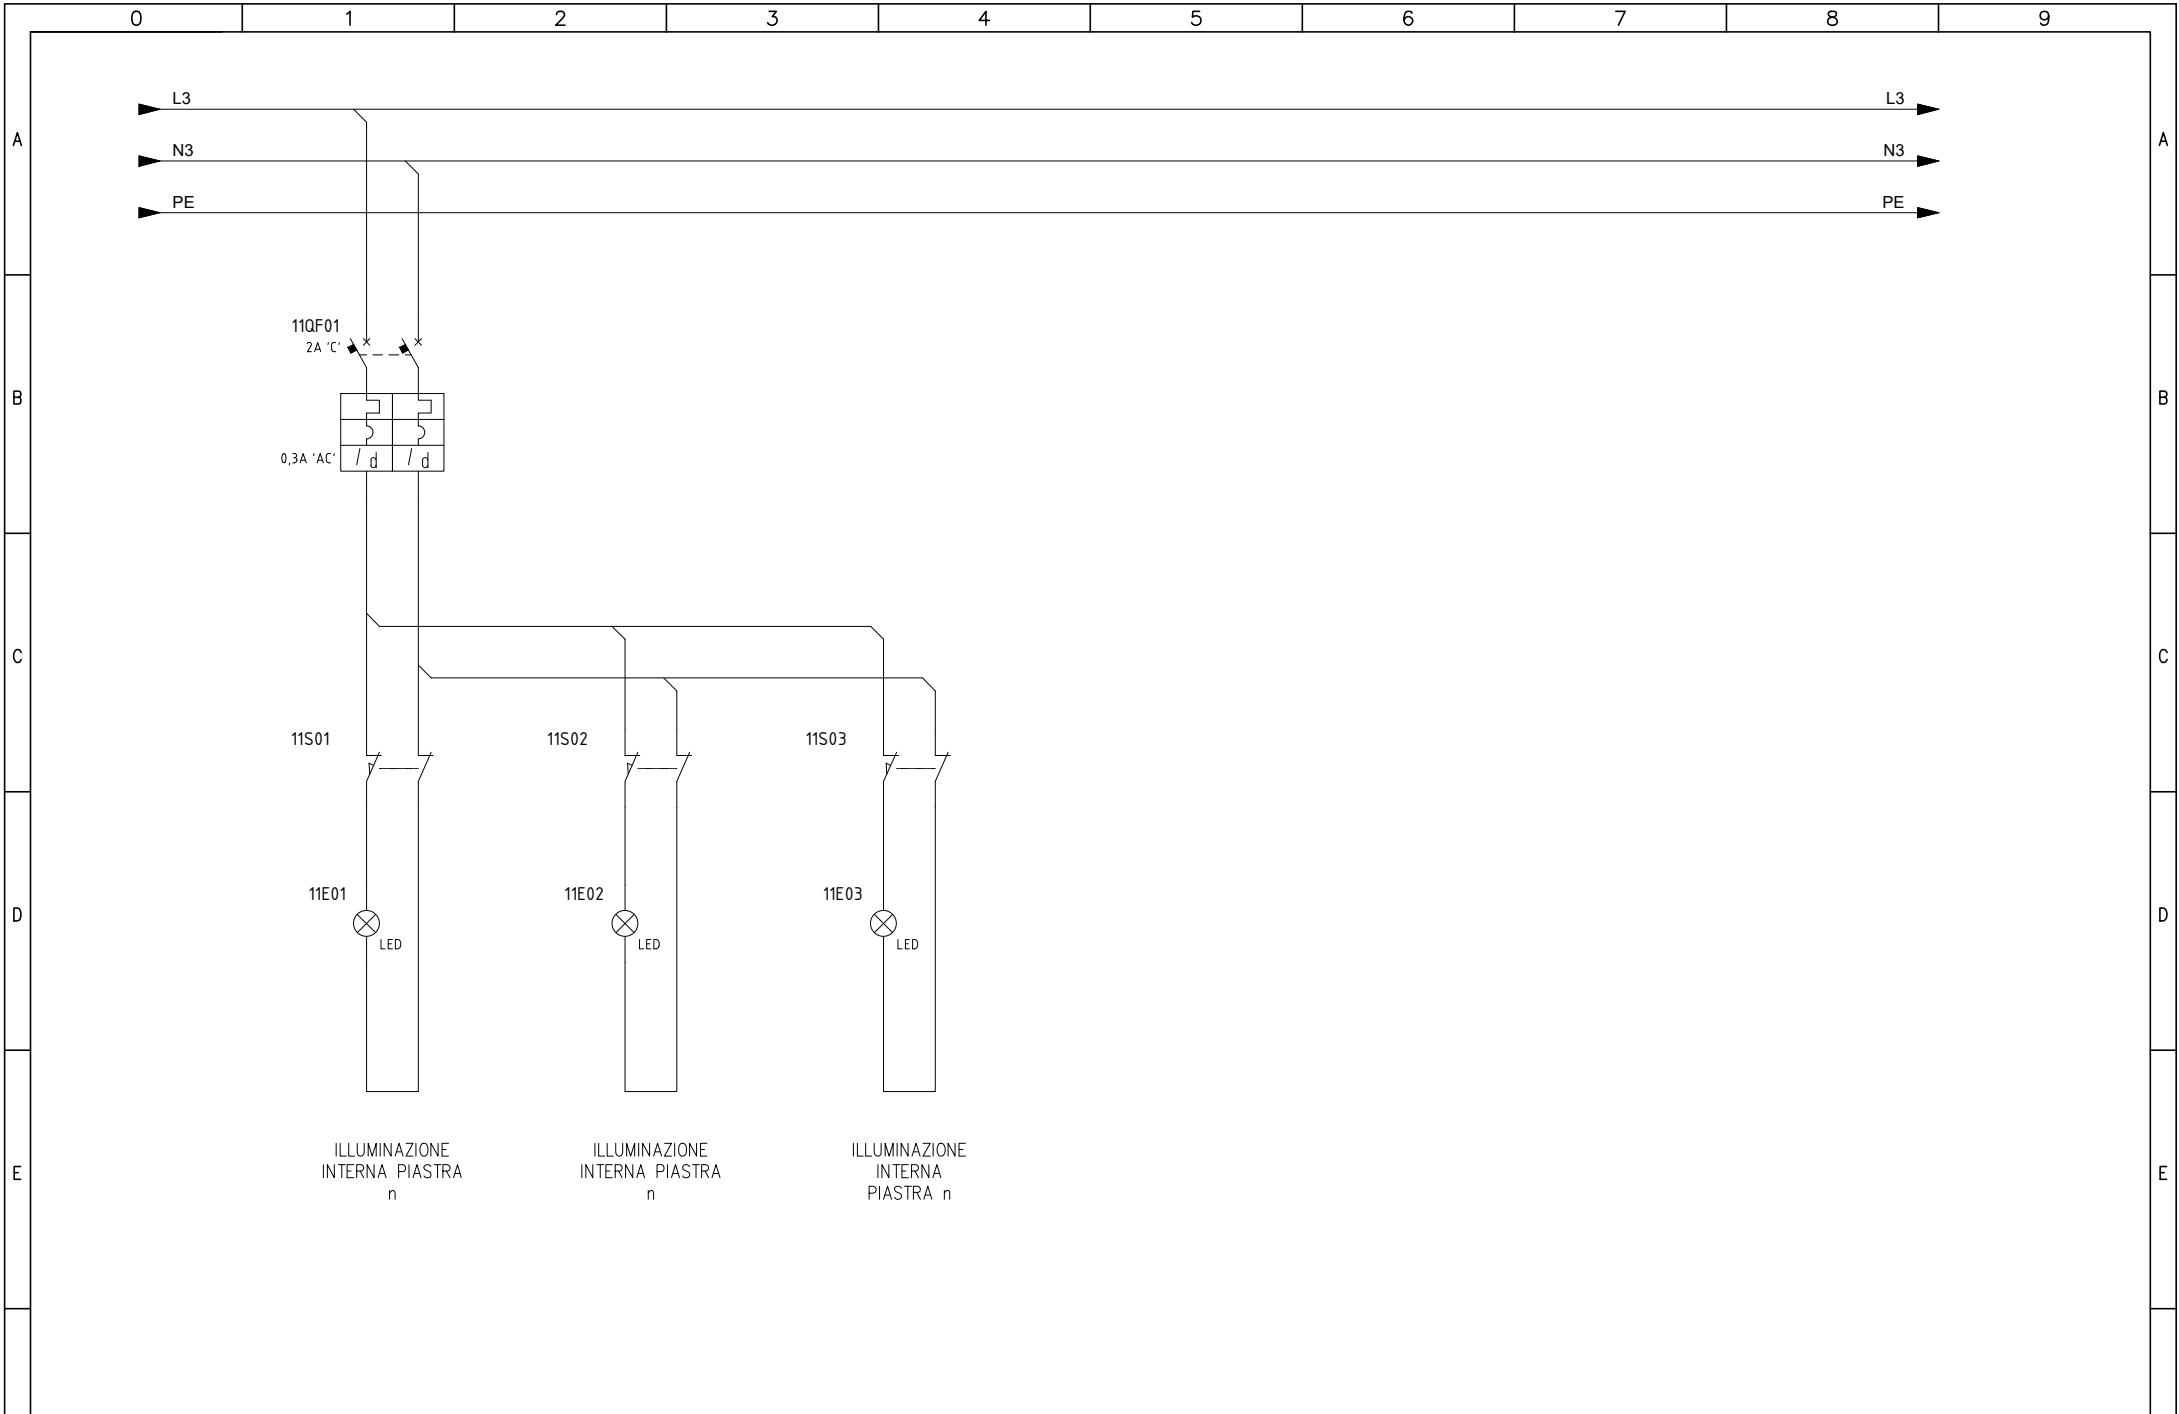 0 1 2 3 4 5 6 7 8 9
L3 L3
A A
N3 N3
PE PE
11QF01
2A 'C'
B B
0,3A 'AC' / d / d
C C
11S01 11S02 11S03
11E01 11E02 11E03
D D
LED LED LED
ILLUMINAZIONE
INTERNA PIASTRA
n
ILLUMINAZIONE
INTERNA PIASTRA
n
ILLUMINAZIONE
INTERNA
PIASTRA n
E E